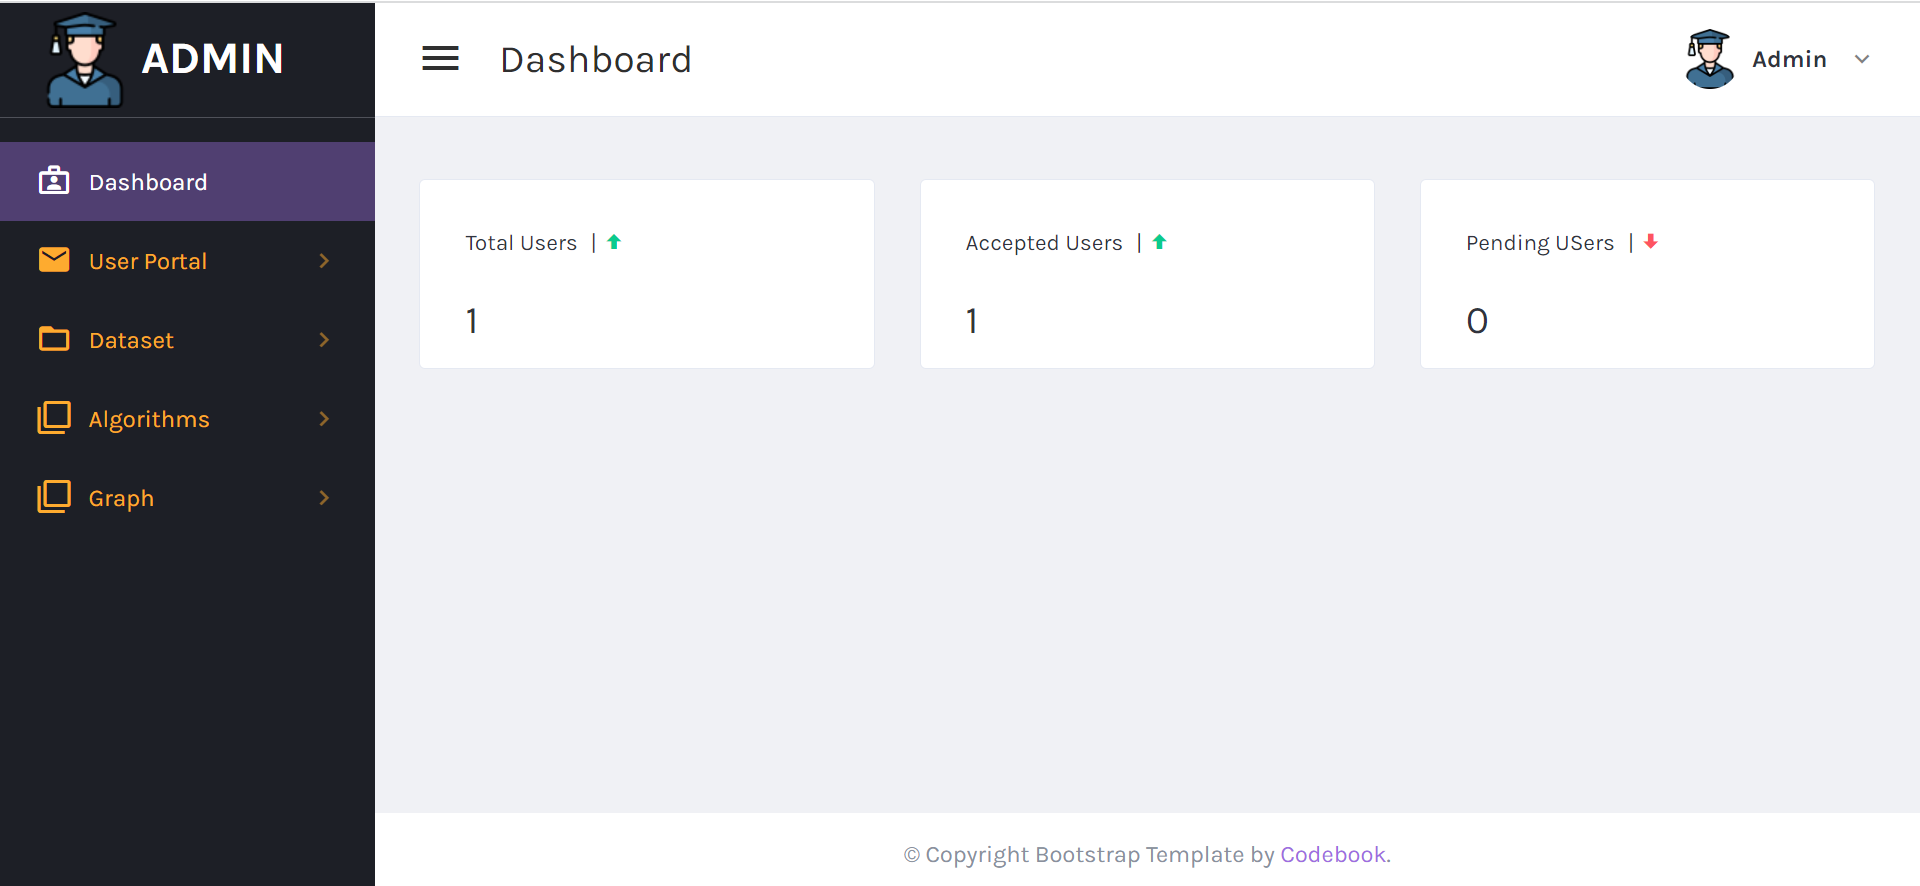 ADMIN
Dashboard
User Portal
Dataset
Algorithms
Graph
Dashboard
Admin
Total Users |
1
Accepted Users |
1
Pending USers |
0
© Copyright Bootstrap Template by Codebook.